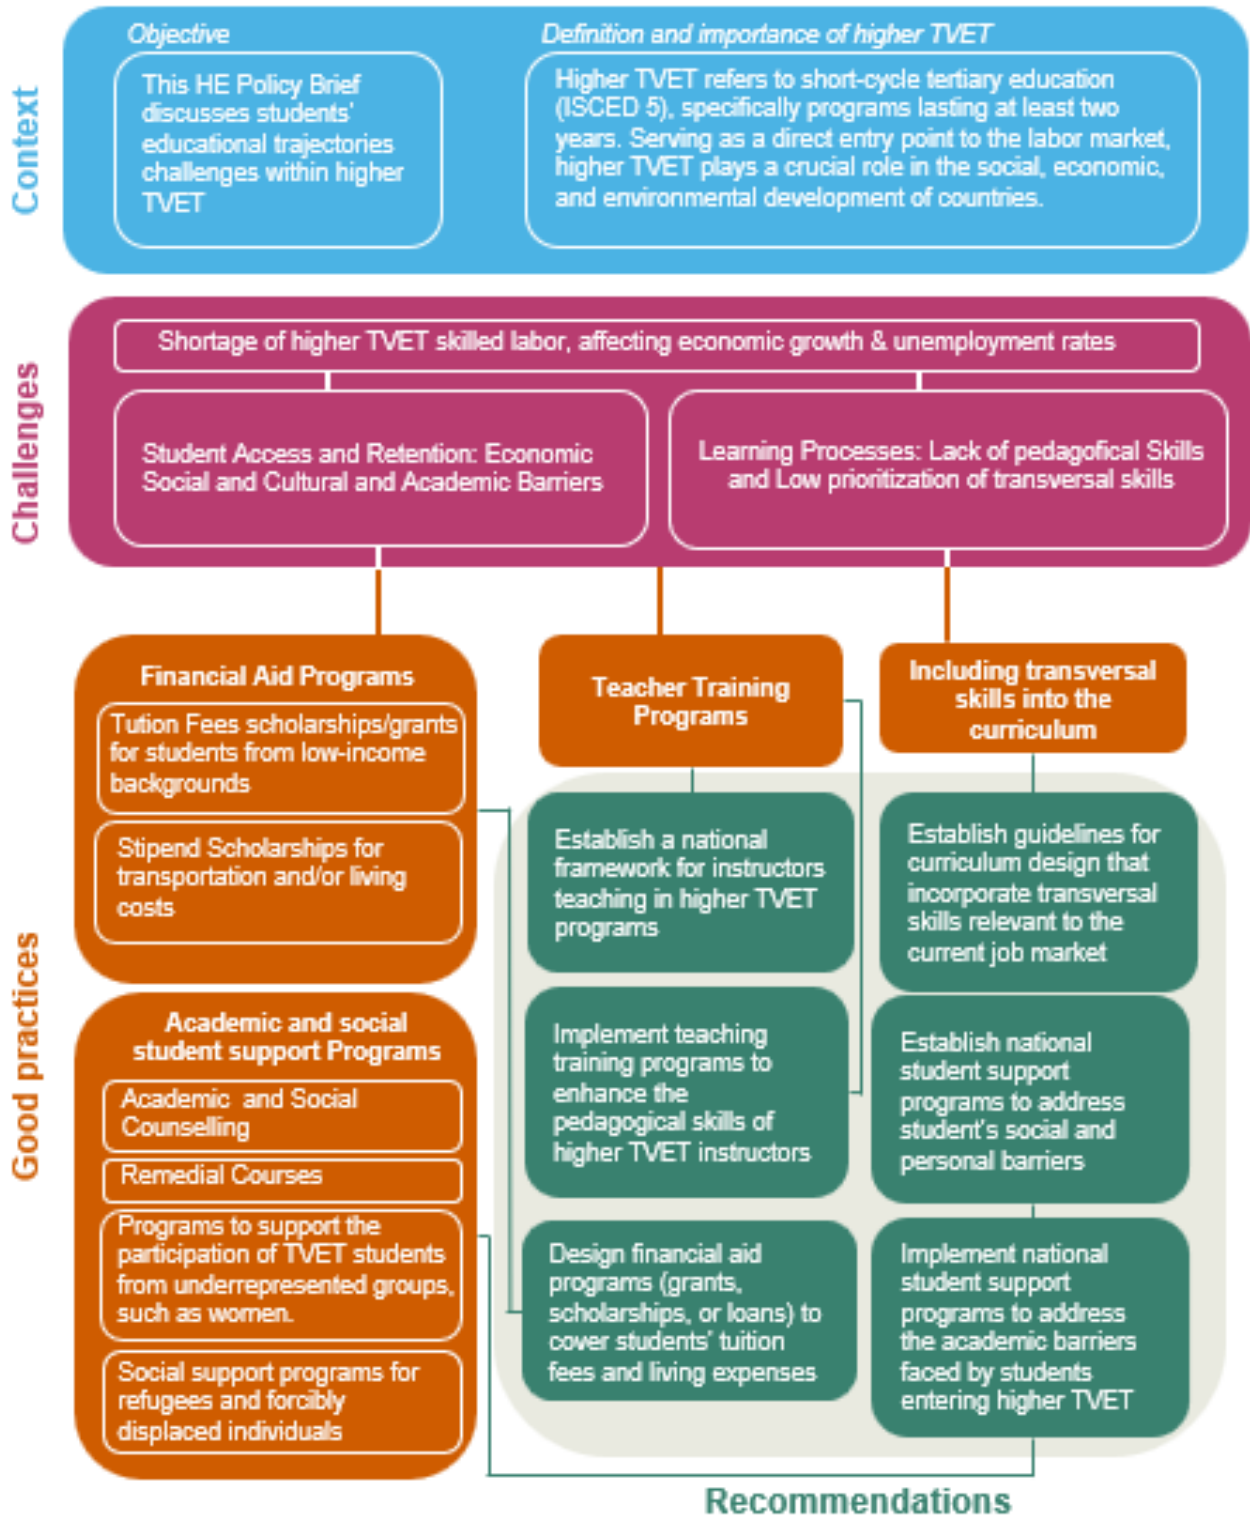 Context
Objective
This HE Policy Brief
discusses students'
educational trajectories
challenges within higher
TVET
Definition and importance of higher TVET
Higher TVET refers to short-cycle tertiary education
(ISCED 5), specifically programs lasting at least two
years. Serving as a direct entry point to the labor market,
higher TVET plays a crucial role in the social, economic,
and environmental development of countries.
Challenges
Shortage of higher TVET skilled labor, affecting economic growth & unemployment rates
Student Access and Retention: Economic
Social and Cultural and Academic Barriers
Learning Processes: Lack of pedagofical Skills
and Low prioritization of transversal skills
Good practices
Financial Aid Programs
Tution Fees scholarships/grants
for students from low-income
backgrounds
Stipend Scholarships for
transportation and/or living
costs
Academic and social
student support Programs
Academic and Social
Counselling
Remedial Courses
Programs to support the
participation of TVET students
from underrepresented groups,
such as women.
Social support programs for
refugees and forcibly
displaced individuals
Teacher Training
Programs
Including transversal
skills into the
curriculum
Establish a national
framework for instructors
teaching in higher TVET
programs
Implement teaching
training programs to
enhance the
pedagogical skills of
higher TVET instructors
Design financial aid
programs (grants,
scholarships, or loans) to
cover students' tuition
fees and living expenses
Establish guidelines for
curriculum design that
incorporate transversal
skills relevant to the
current job market
Establish national
student support
programs to address
student's social and
personal barriers
Implement national
student support
programs to address
the academic barriers
faced by students
entering higher TVET
Recommendations